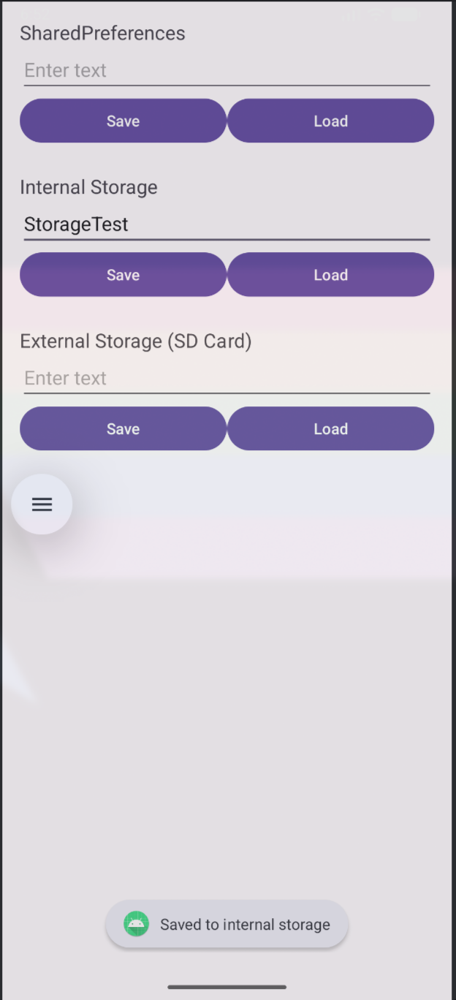 SharedPreferences
Enter text
Save Load
Internal Storage
StorageTest
Save Load
External Storage (SD Card)
Enter text
Save Load
Saved to internal storage